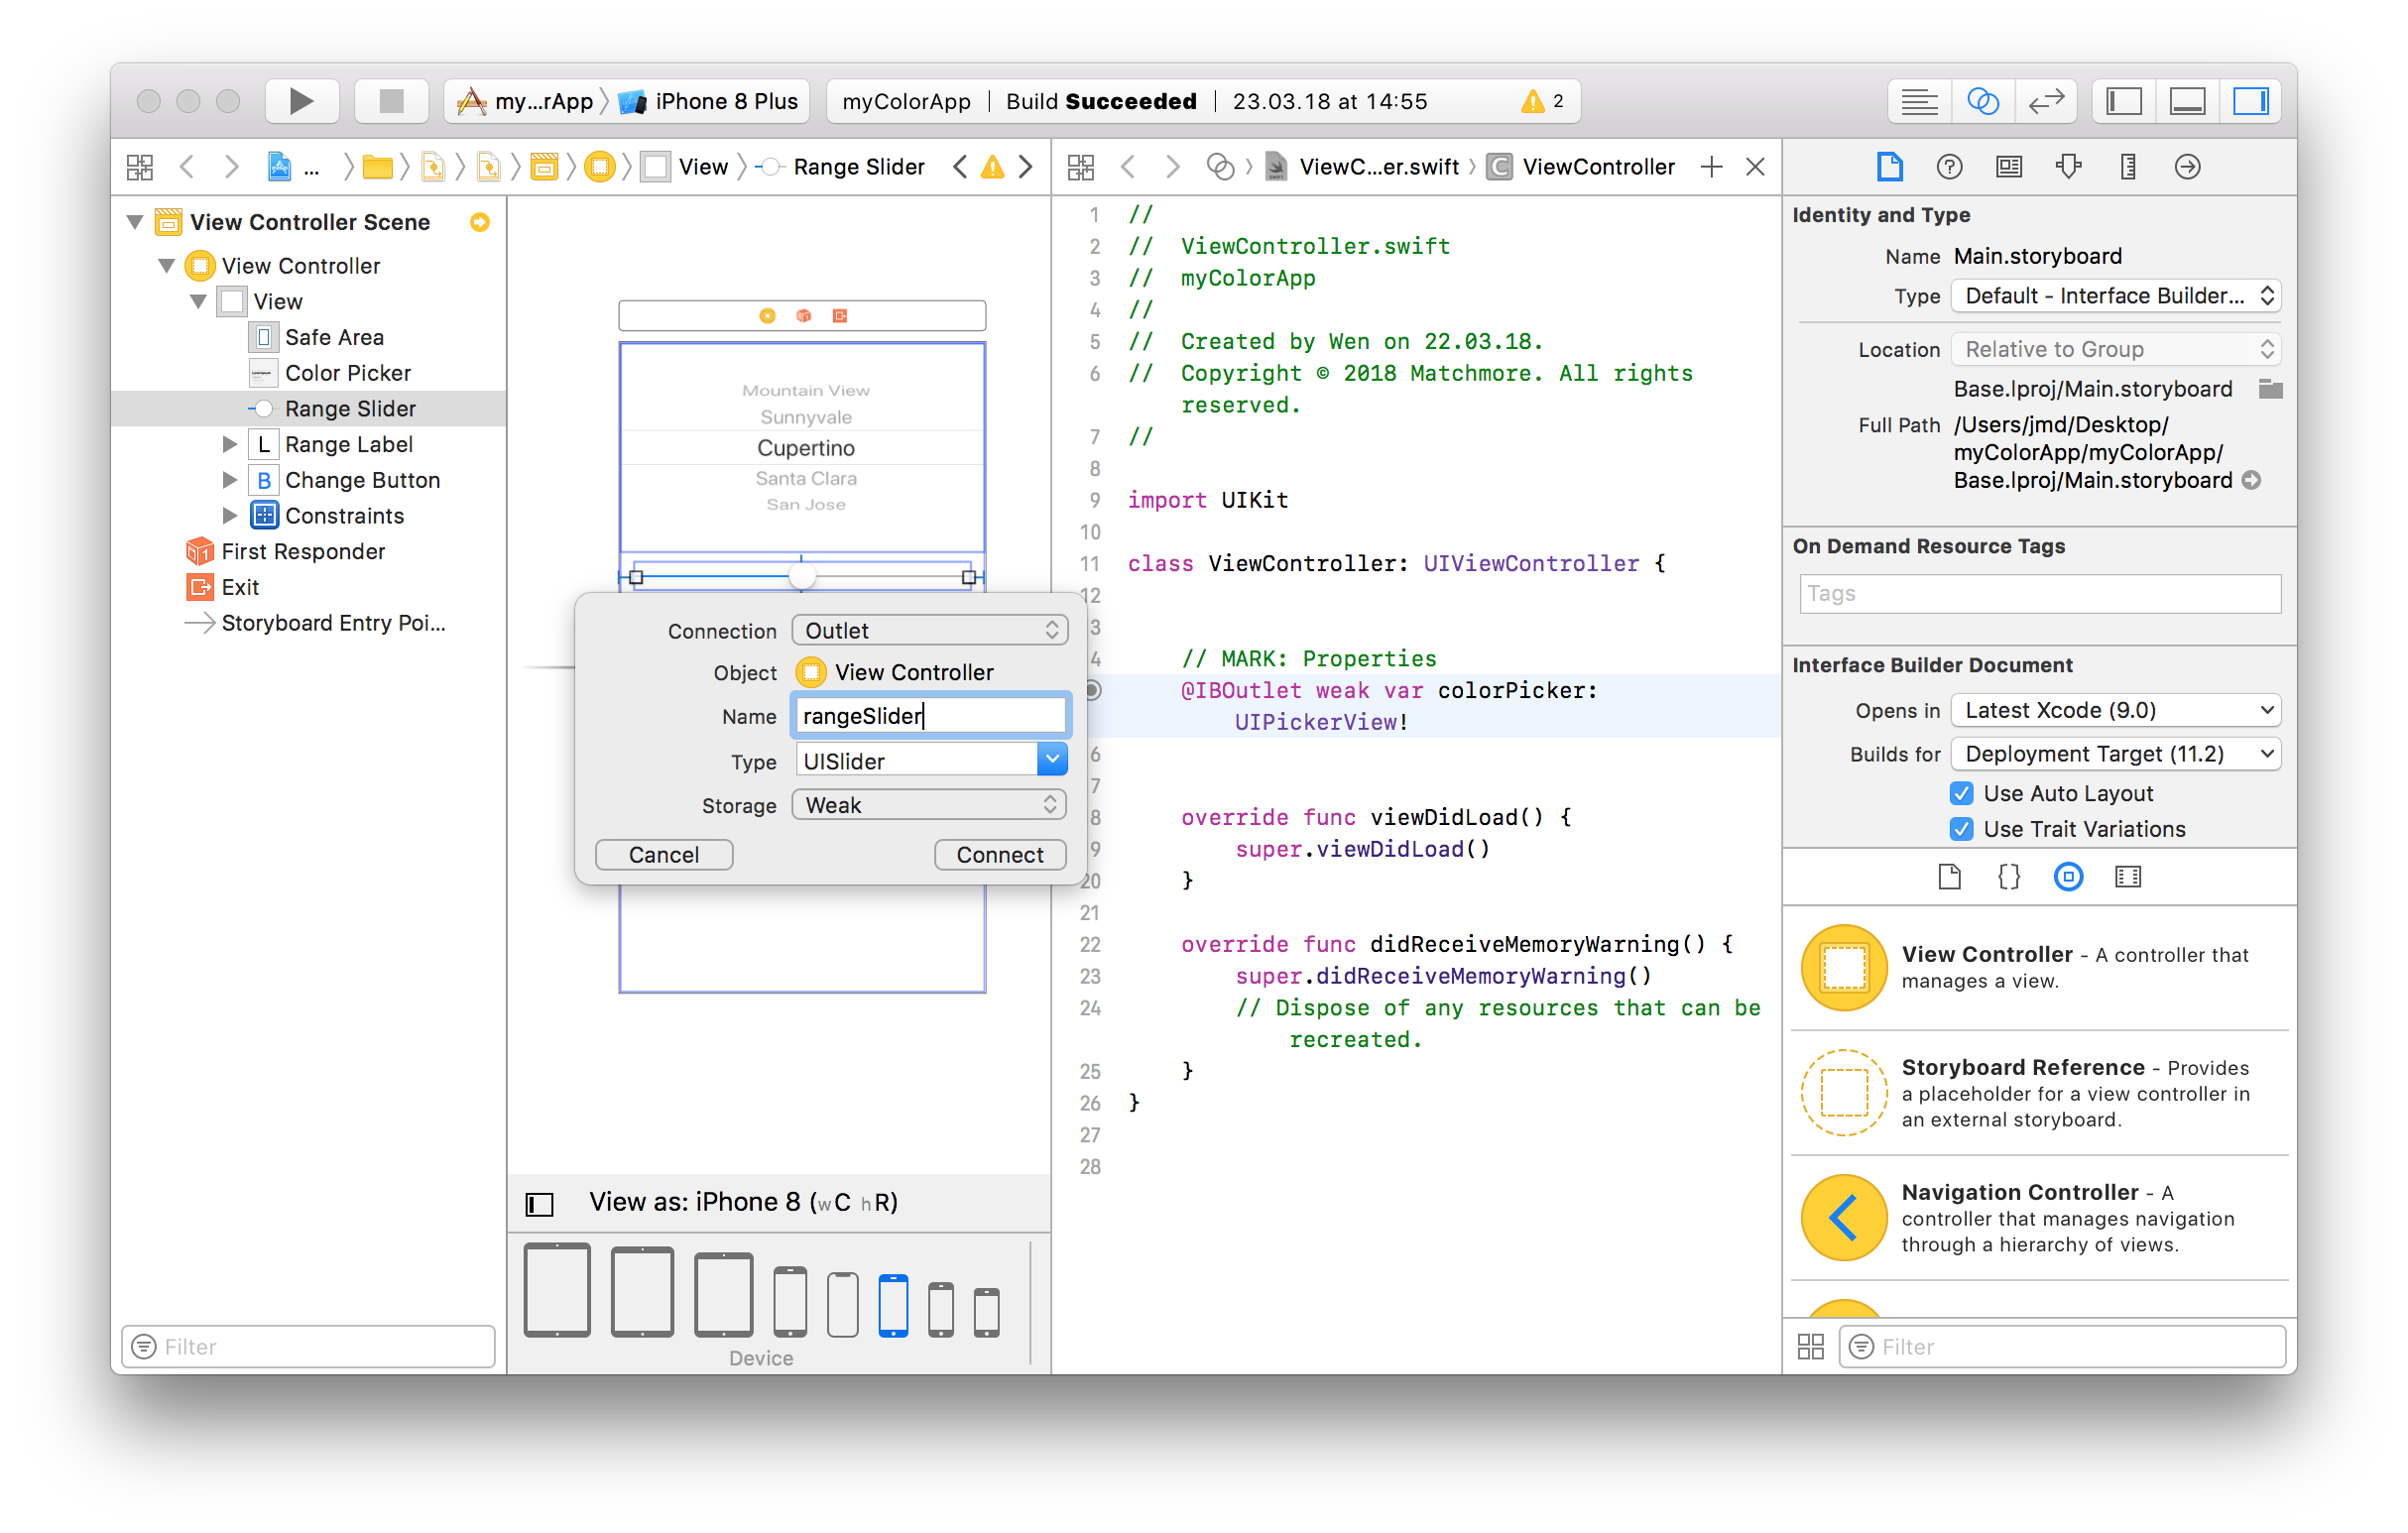 my...rApp
iPhone 8 Plus
myColorApp | Build Succeeded | 23.03.18 at 14:55
2
...
View
Range Slider
ViewC...er.swift
C
ViewController
View Controller Scene
View Controller
View
Safe Area
Color Picker
Range Slider
L Range Label
B Change Button
Constraints
First Responder
Exit
Storyboard Entry Poi...
Filter
Mountain View
Sunnyvale
Cupertino
Santa Clara
San Jose
Connection Outlet
Object View Controller
Name rangeSlider
Type UISlider
Storage Weak
Cancel Connect
View as: iPhone 8 (wC hR)
Device
1 //
2 //  ViewController.swift
3 //  myColorApp
4 //
5 //  Created by Wen on 22.03.18.
6 //  Copyright © 2018 Matchmore. All rights
reserved.
7 //
8
9 import UIKit
10
11 class ViewController: UIViewController {
12
3
4 // MARK: Properties
@IBOutlet weak var colorPicker:
UIPickerView!
6
7
8 override func viewDidLoad() {
9 super.viewDidLoad()
20 }
21
22 override func didReceiveMemoryWarning() {
23 super.didReceiveMemoryWarning()
24 // Dispose of any resources that can be
recreated.
25 }
26 }
27
28
Identity and Type
Name Main.storyboard
Type Default - Interface Builder...
Location Relative to Group
Base.lproj/Main.storyboard
Full Path /Users/jmd/Desktop/
myColorApp/myColorApp/
Base.lproj/Main.storyboard
On Demand Resource Tags
Tags
Interface Builder Document
Opens in Latest Xcode (9.0)
Builds for Deployment Target (11.2)
Use Auto Layout
Use Trait Variations
{}
View Controller - A controller that
manages a view.
Storyboard Reference - Provides
a placeholder for a view controller in
an external storyboard.
Navigation Controller - A
controller that manages navigation
through a hierarchy of views.
Filter